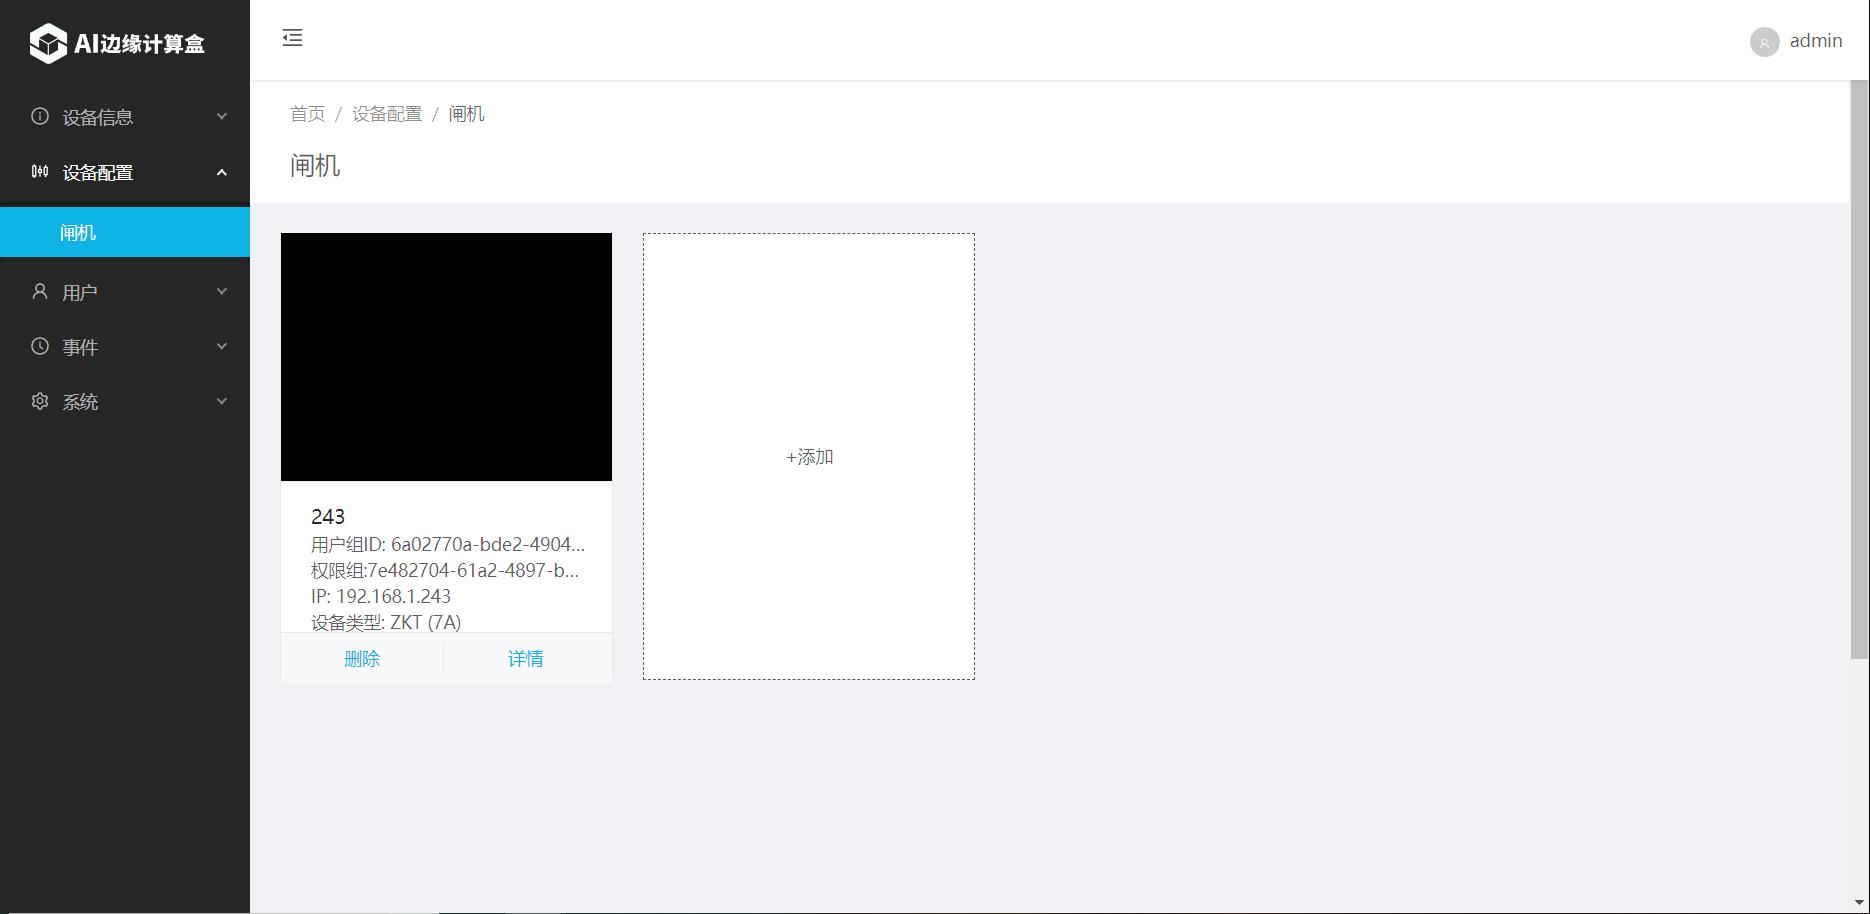 AI边缘计算盒
admin
设备信息
设备配置
闸机
用户
事件
系统
首页 / 设备配置 / 闸机
闸机
243
用户组ID: 6a02770a-bde2-4904...
权限组:7e482704-61a2-4897-b...
IP: 192.168.1.243
设备类型: ZKT (7A)
删除
详情
+添加